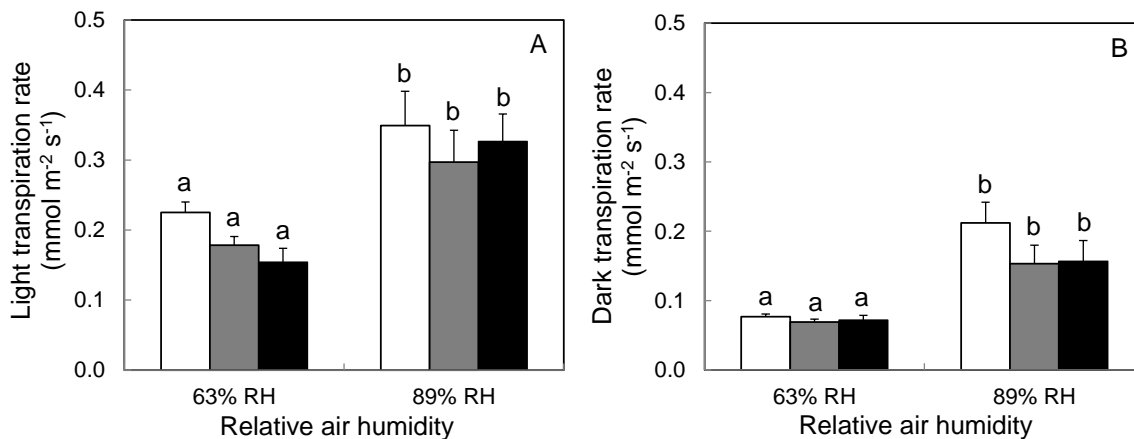 A
Light transpiration rate
(mmol m-2 s-1)
0.5
0.4
0.3
0.2
0.1
0.0
a
a
a
b
b
b
63% RH
89% RH
Relative air humidity
B
Dark transpiration rate
(mmol m-2 s-1)
0.5
0.4
0.3
0.2
0.1
0.0
a
a
a
b
b
b
63% RH
89% RH
Relative air humidity